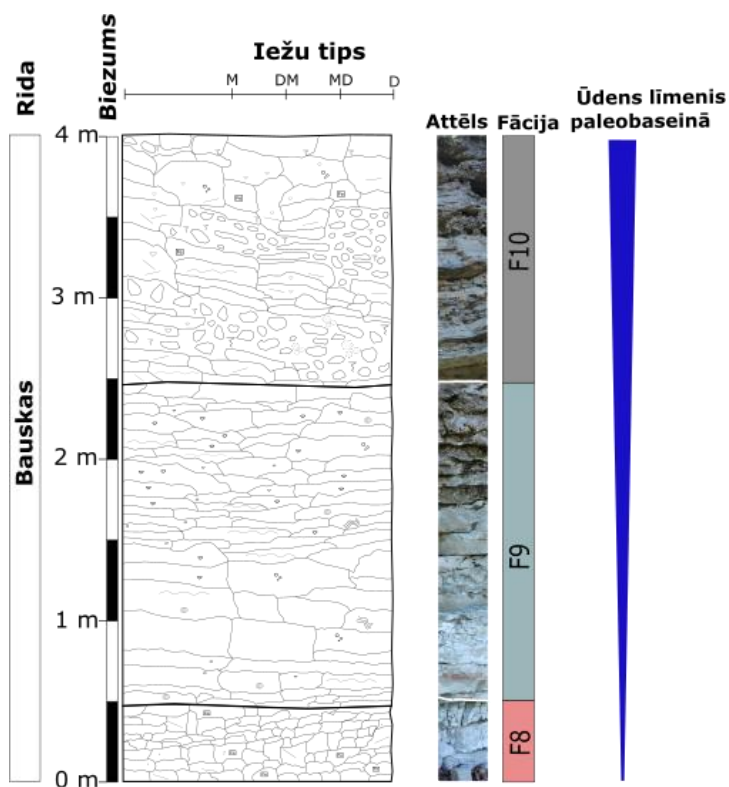 Iežu tips
Rida
Biezums
M DM MD D
Attēls
Fācija
Ūdens līmenis
paleobaseinā
4 m
3 m
2 m
1 m
0 m
Bauskas
F10
F9
F8